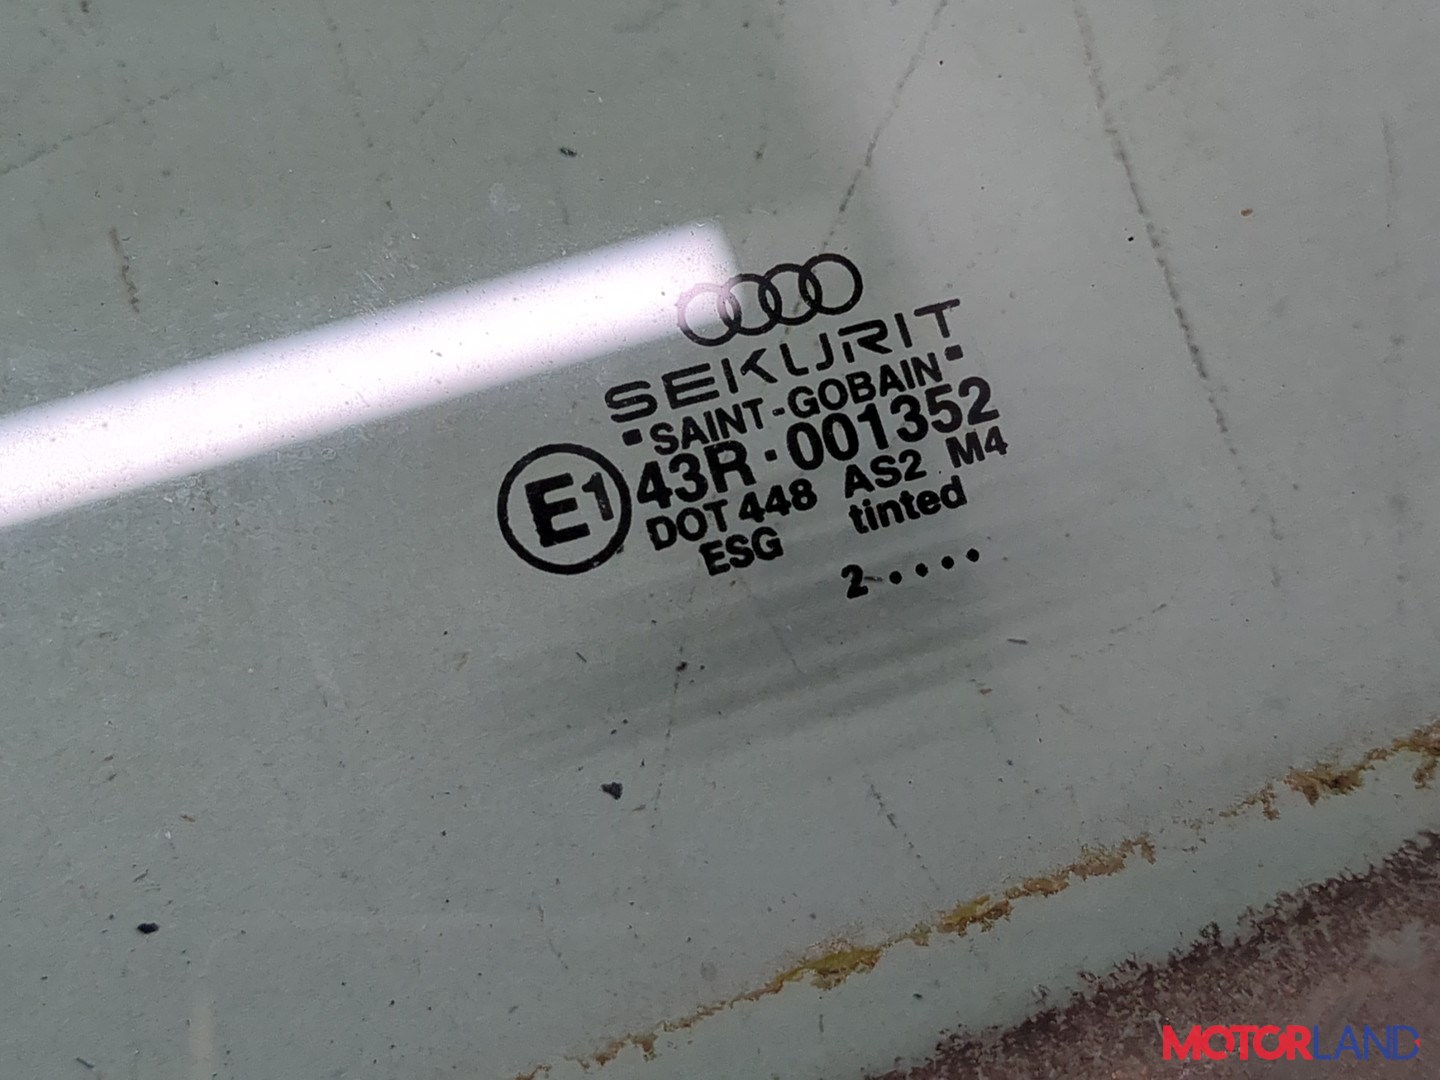 SEKURIT
SAINT-GOBAIN
E1 43R · 001352
DOT 448 AS2 M4
ESG tinted
2 ....
MOTORLAND